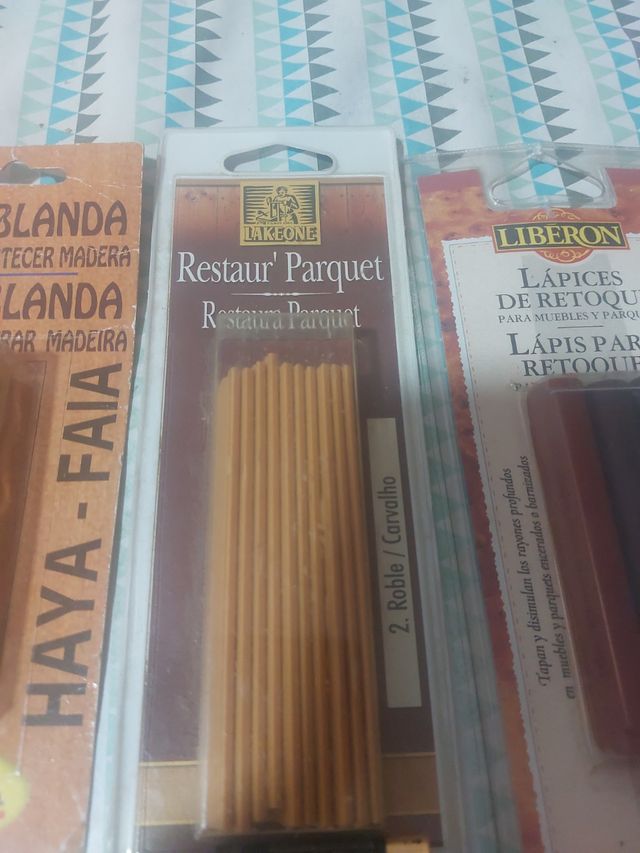 BLANDA
TECER MADERA
LANDA
RAR MADEIRA
HAYA - FAIA
LAKEONE
Restaur' Parquet
Restaura Parquet
2. Roble / Carvalho
LIBERON
LÁPICES
DE RETOQU
PARA MUEBLES Y PARQU
LÁPIS PAR
RETOQUE
Tapan y disimulan los rayones profundos
en muebles y parquets encerados o barnizados